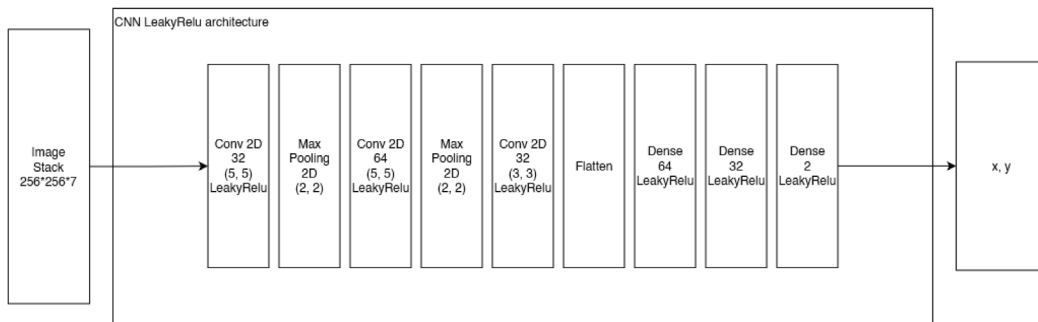 CNN LeakyRelu architecture
Image
Stack
256*256*7
Conv 2D
32
(5, 5)
LeakyRelu
Max
Pooling
2D
(2, 2)
Conv 2D
64
(5, 5)
LeakyRelu
Max
Pooling
2D
(2, 2)
Conv 2D
32
(3, 3)
LeakyRelu
Flatten
Dense
64
LeakyRelu
Dense
32
LeakyRelu
Dense
2
LeakyRelu
x, y